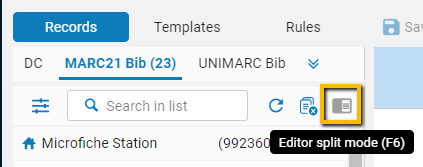 Records Templates Rules Sav
DC MARC21 Bib (23) UNIMARC Bib
Search in list
Microfiche Station (992360
Editor split mode (F6)